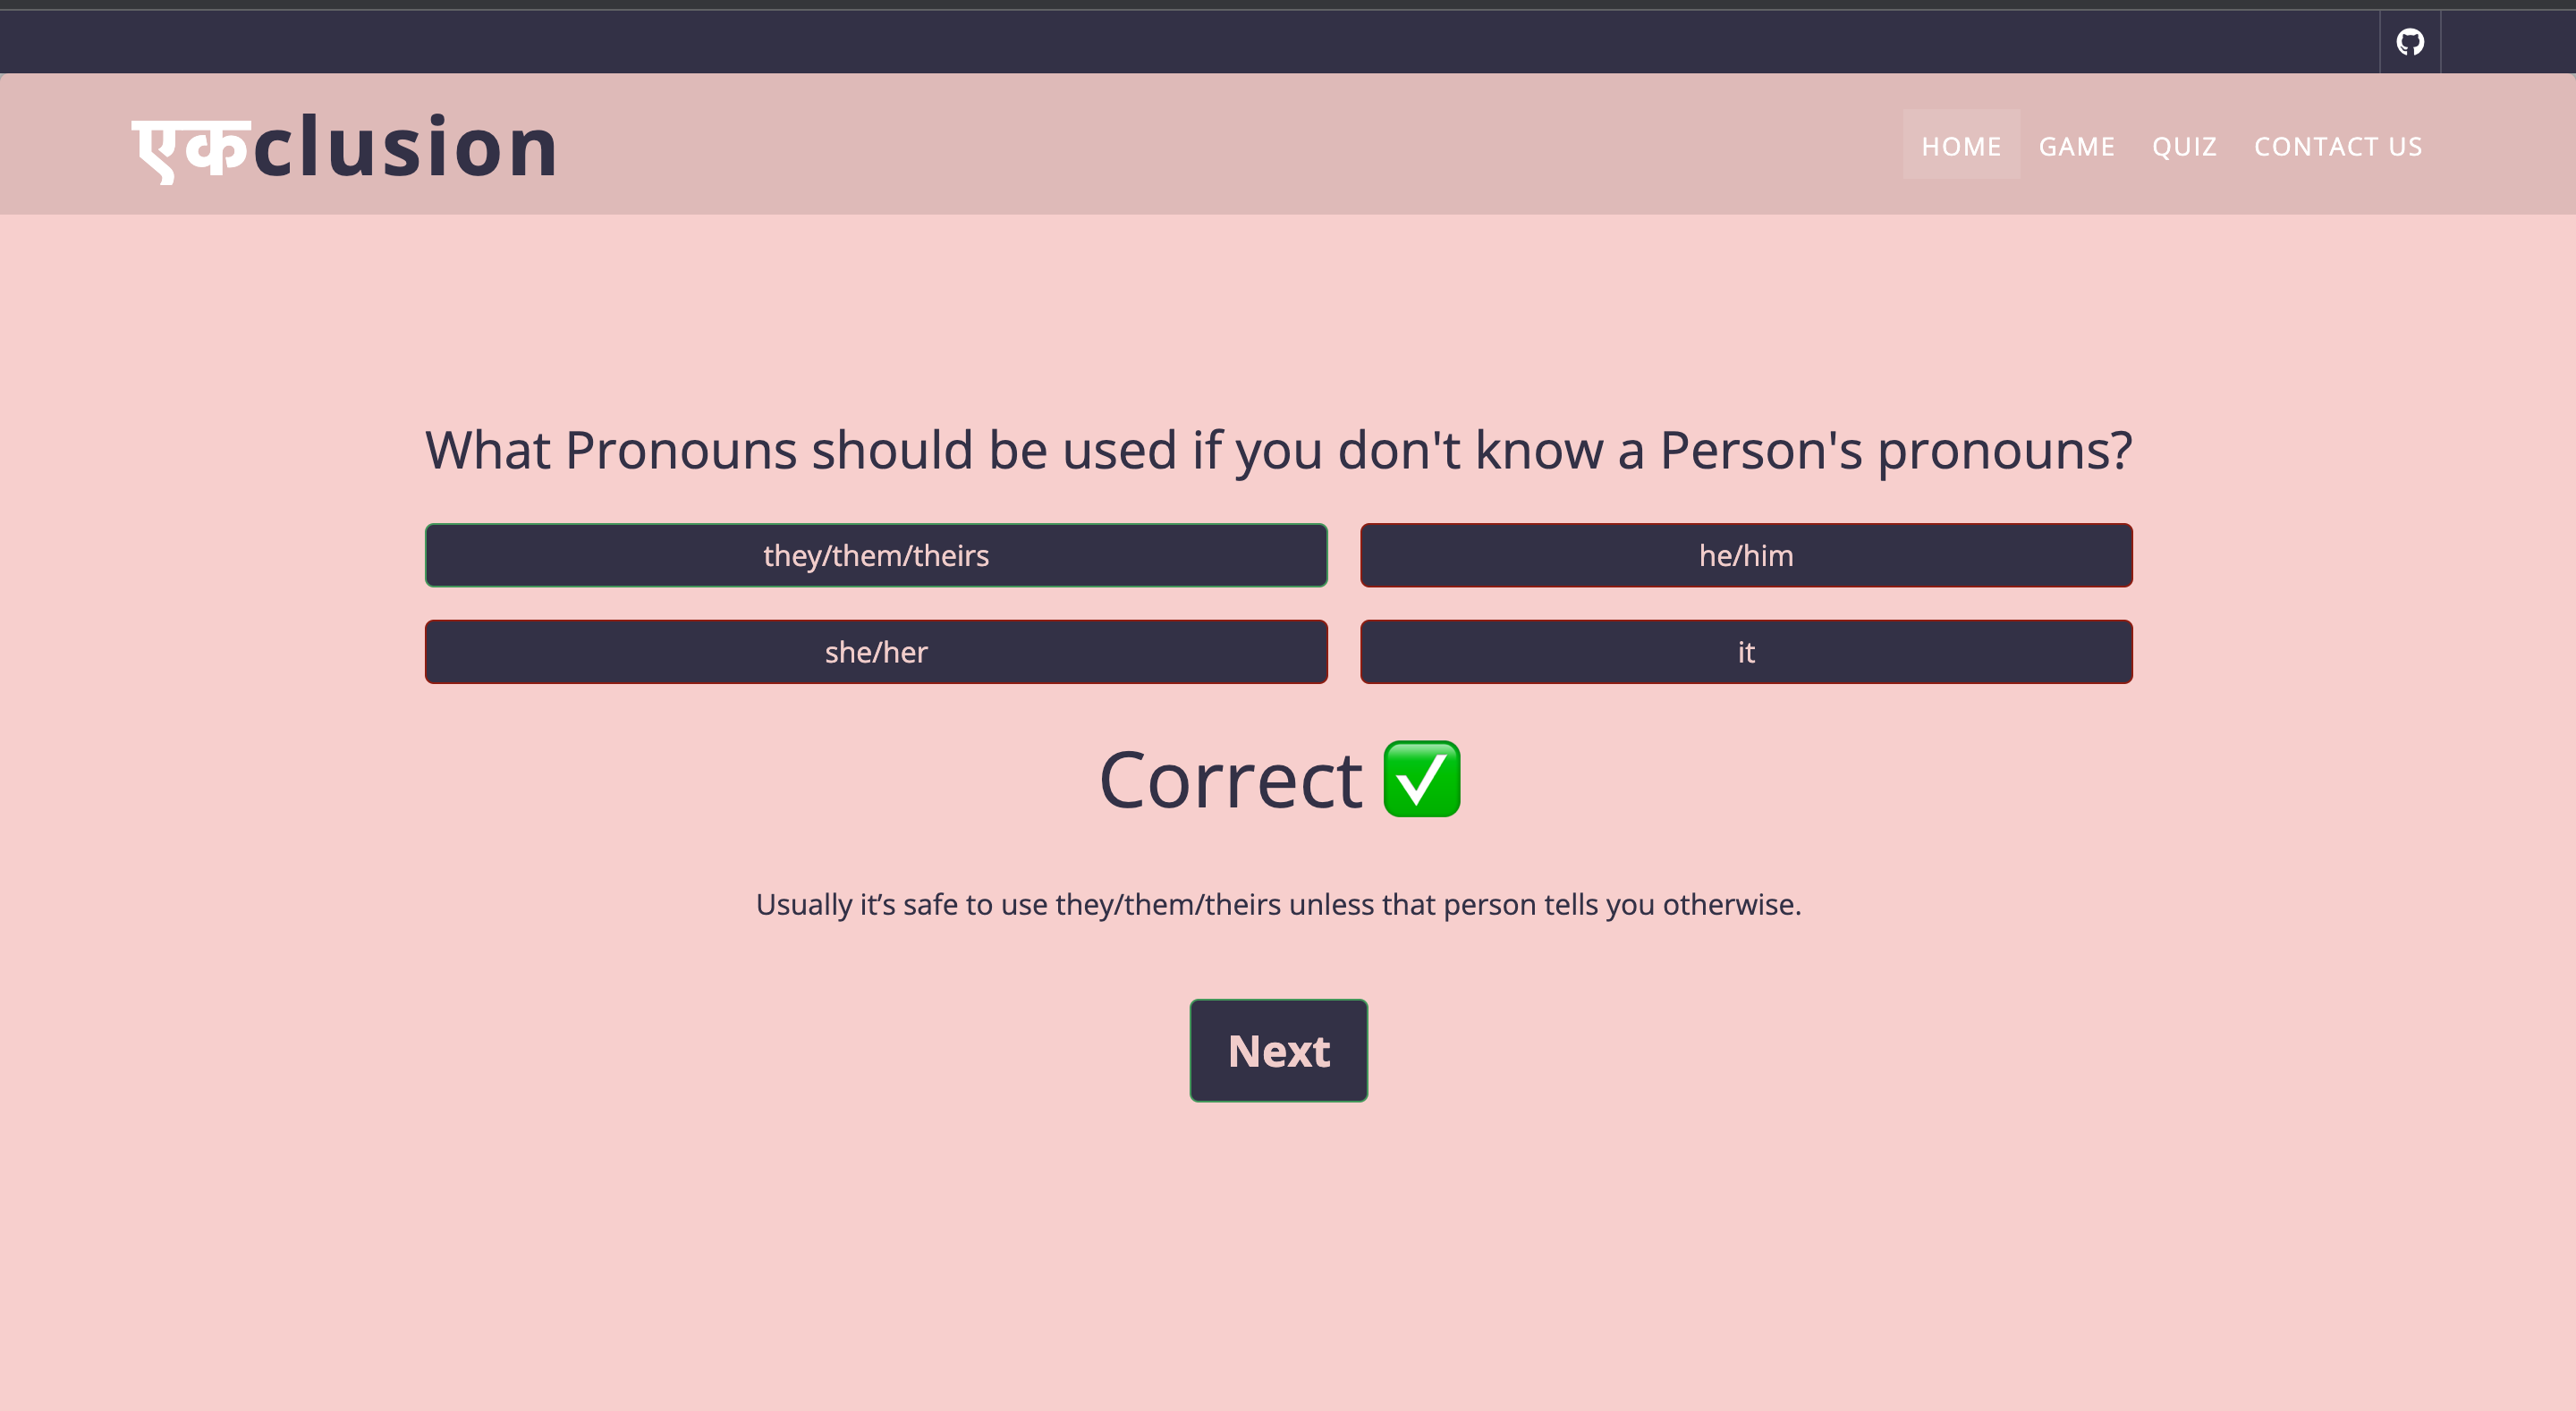 एकclusion
HOME GAME QUIZ CONTACT US
What Pronouns should be used if you don't know a Person's pronouns?
they/them/theirs he/him
she/her it
Correct ✅
Usually it’s safe to use they/them/theirs unless that person tells you otherwise.
Next